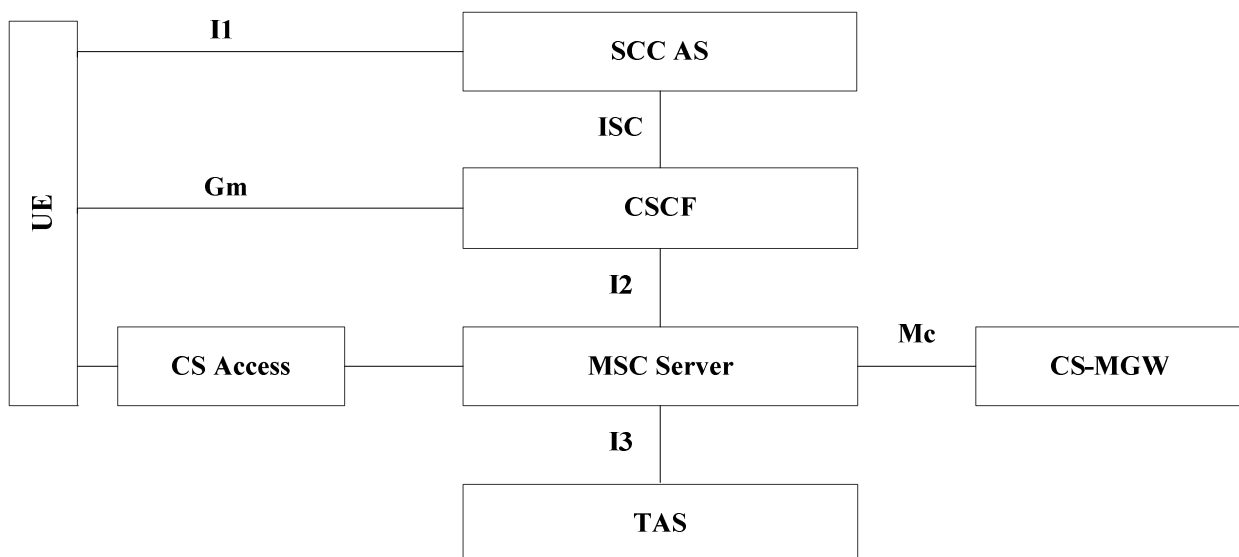 I1
SCC AS
ISC
UE
Gm
CSCF
I2
CS Access
MSC Server
Mc
CS-MGW
I3
TAS